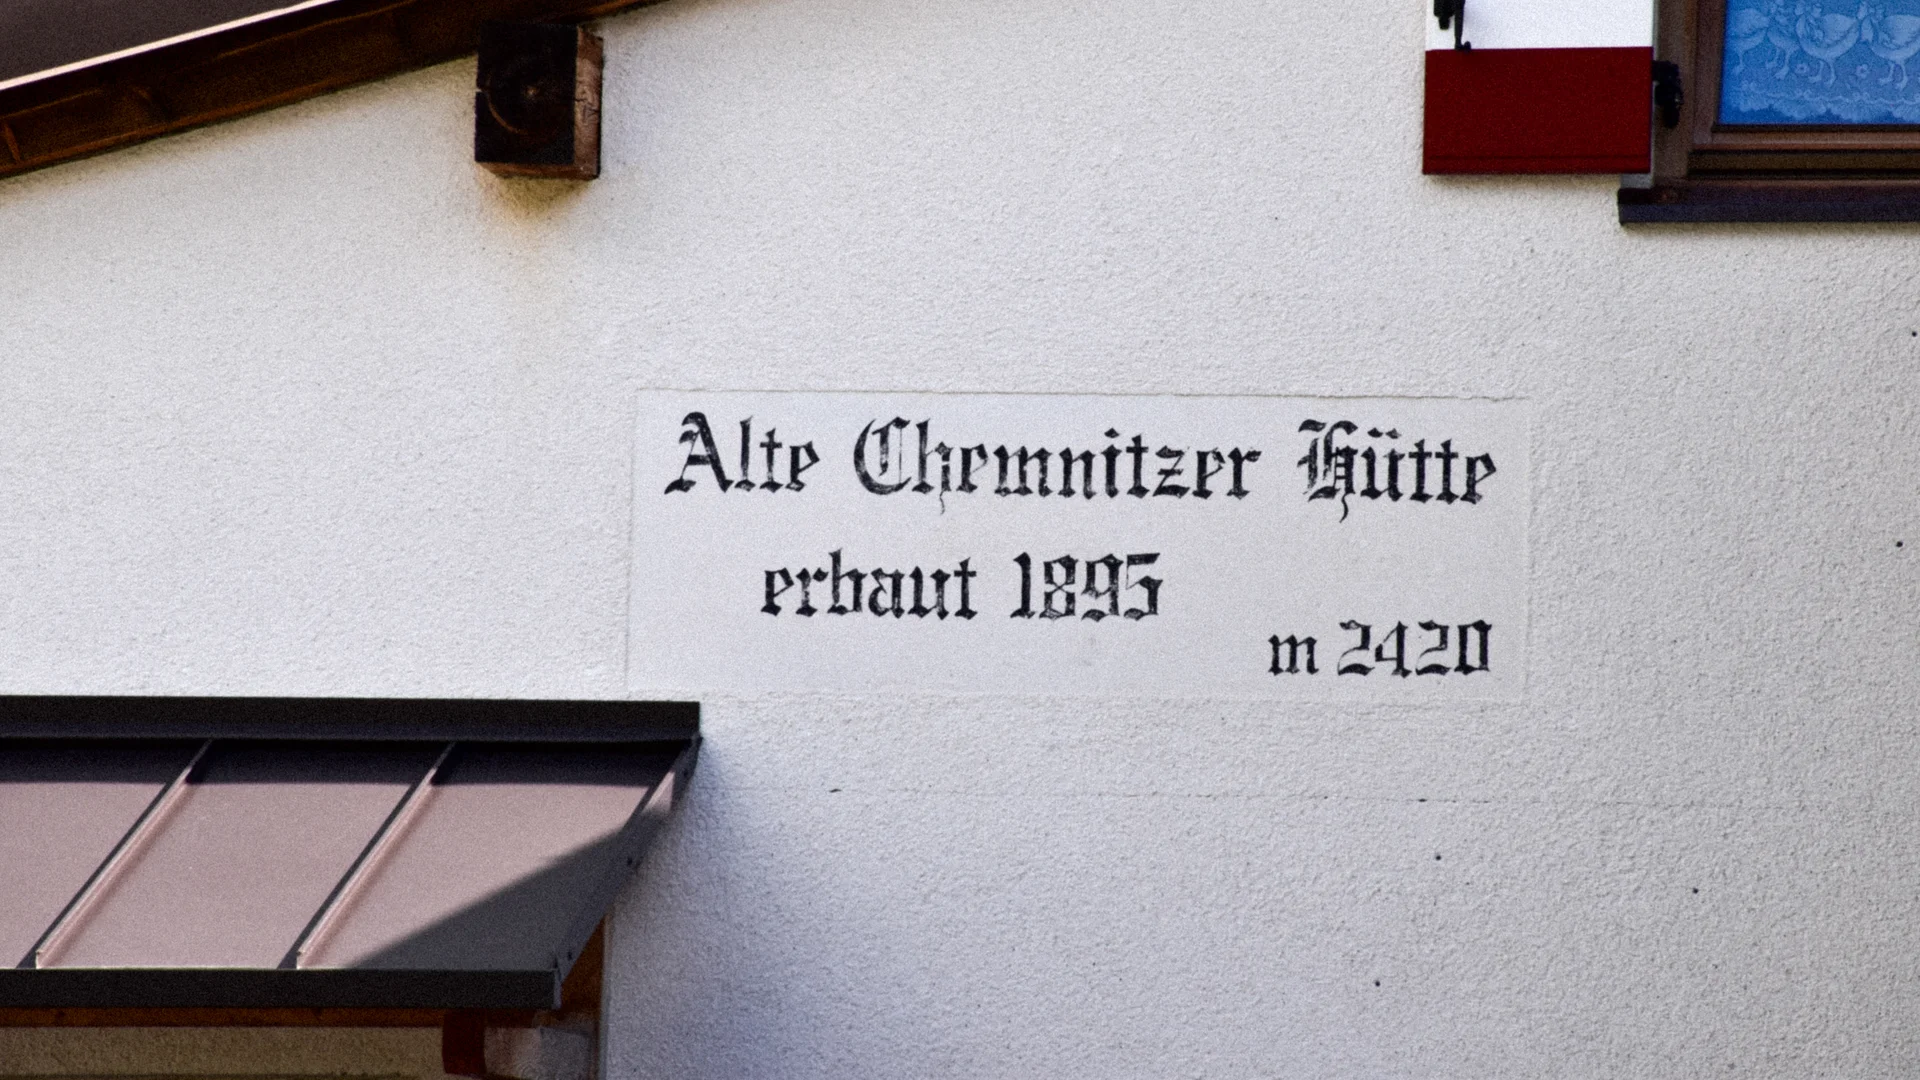 Alte Chemnitzer Hütte
erbaut 1895
m 2420